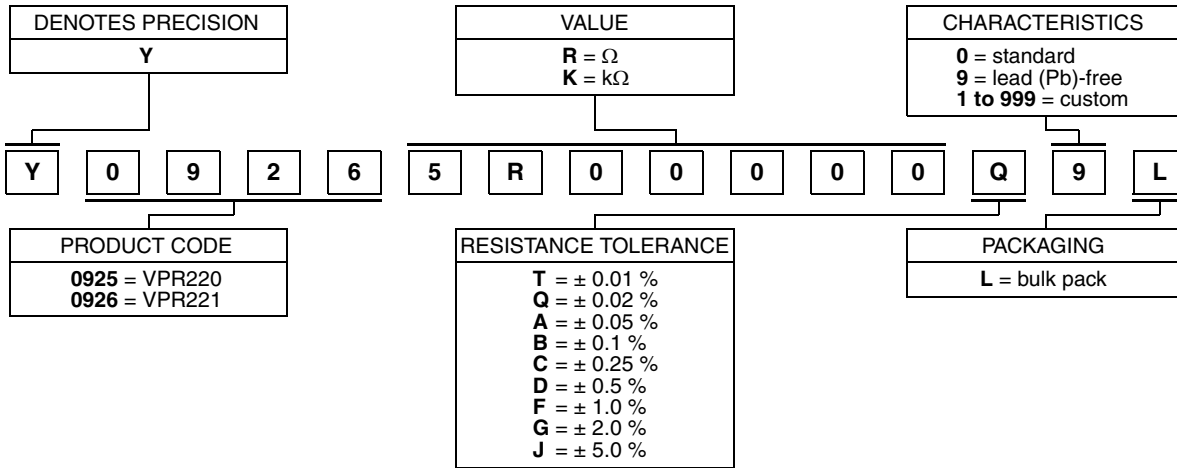 DENOTES PRECISION
Y
VALUE
R = Ω
K = kΩ
CHARACTERISTICS
0 = standard
9 = lead (Pb)-free
1 to 999 = custom
Y 0 9 2 6 5 R 0 0 0 0 0 Q 9 L
PRODUCT CODE
0925 = VPR220
0926 = VPR221
RESISTANCE TOLERANCE
T = ± 0.01 %
Q = ± 0.02 %
A = ± 0.05 %
B = ± 0.1 %
C = ± 0.25 %
D = ± 0.5 %
F = ± 1.0 %
G = ± 2.0 %
J = ± 5.0 %
PACKAGING
L = bulk pack